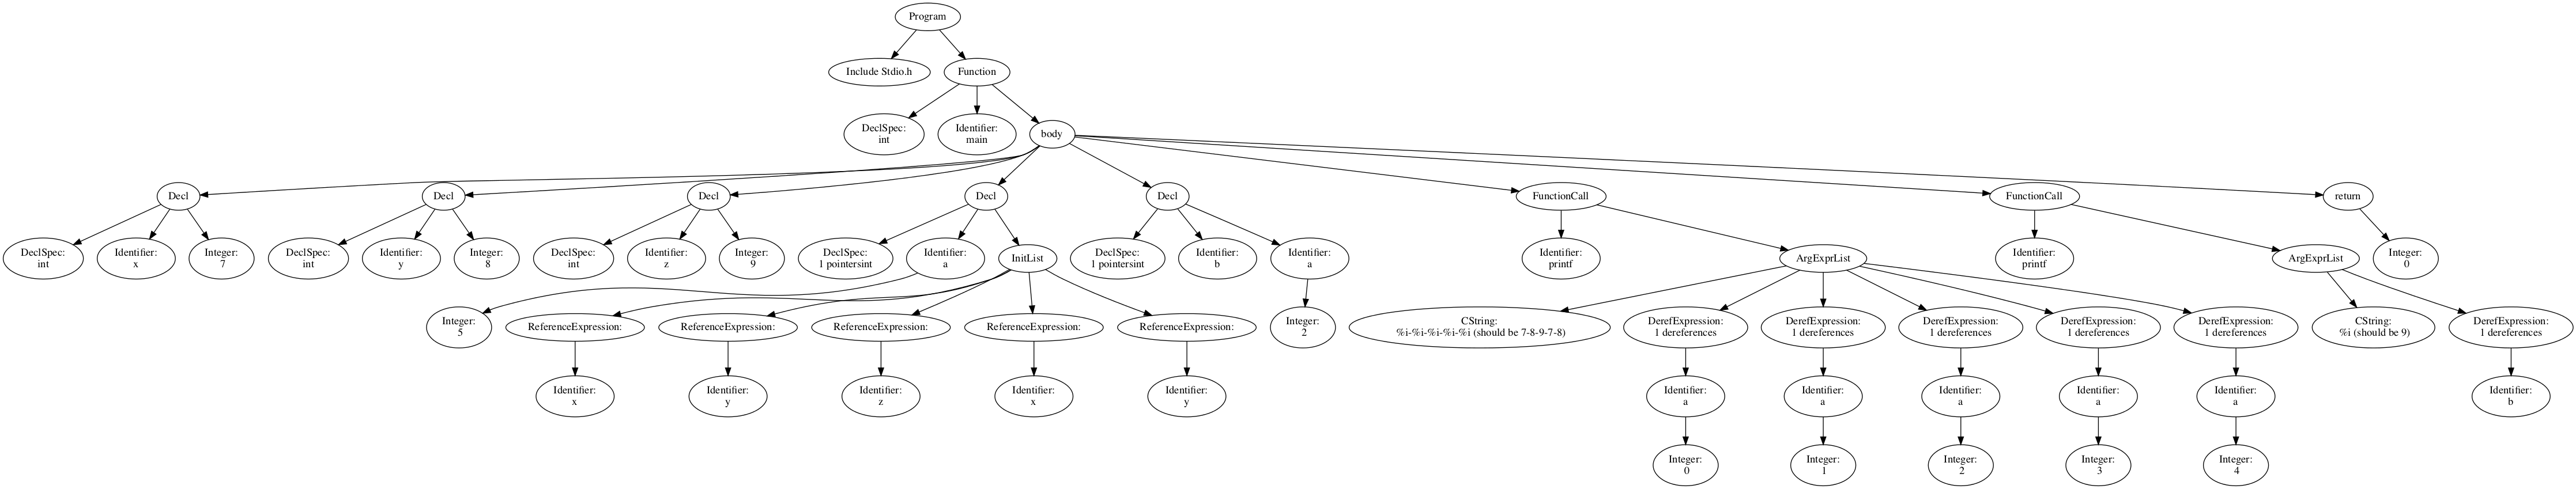 Program
Include Stdio.h
Function
DeclSpec:
int
Identifier:
main
body
Decl
Decl
Decl
Decl
Decl
FunctionCall
FunctionCall
return
DeclSpec:
int
Identifier:
x
Integer:
7
DeclSpec:
int
Identifier:
y
Integer:
8
DeclSpec:
int
Identifier:
z
Integer:
9
DeclSpec:
1 pointersint
Identifier:
a
InitList
DeclSpec:
1 pointersint
Identifier:
b
Identifier:
a
Identifier:
printf
ArgExprList
Identifier:
printf
ArgExprList
Integer:
0
Integer:
5
ReferenceExpression:
ReferenceExpression:
ReferenceExpression:
ReferenceExpression:
ReferenceExpression:
Integer:
2
CString:
%i-%i-%i-%i-%i (should be 7-8-9-7-8)
DerefExpression:
1 dereferences
DerefExpression:
1 dereferences
DerefExpression:
1 dereferences
DerefExpression:
1 dereferences
DerefExpression:
1 dereferences
CString:
%i (should be 9)
DerefExpression:
1 dereferences
Identifier:
x
Identifier:
y
Identifier:
z
Identifier:
x
Identifier:
y
Identifier:
a
Identifier:
a
Identifier:
a
Identifier:
a
Identifier:
a
Identifier:
b
Integer:
0
Integer:
1
Integer:
2
Integer:
3
Integer:
4